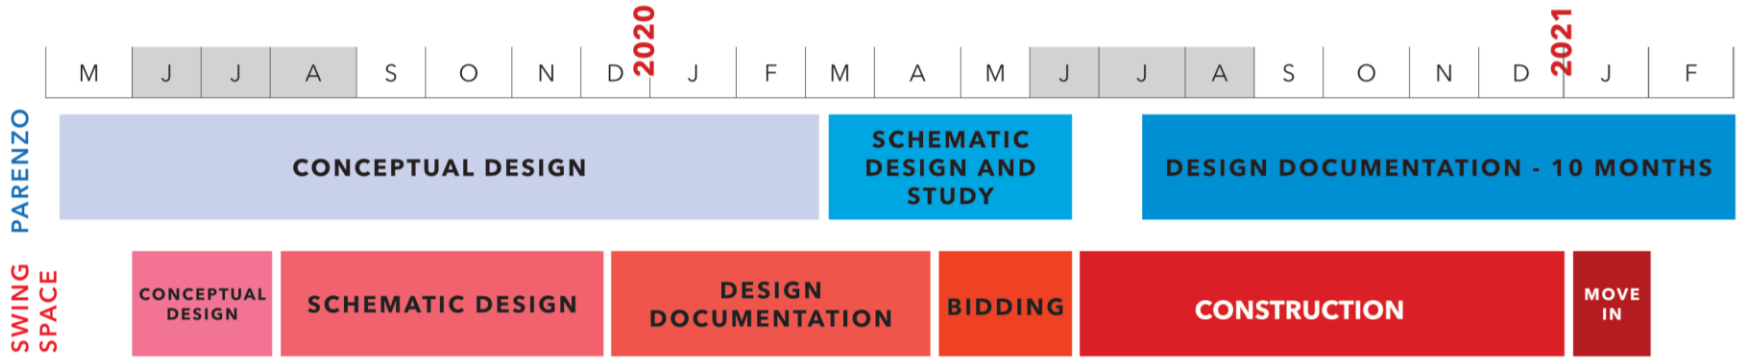 2020
2021
M J J A S O N D J F M A M J J A S O N D J F
PARENZO
CONCEPTUAL DESIGN
SCHEMATIC
DESIGN AND
STUDY
DESIGN DOCUMENTATION - 10 MONTHS
SWING
SPACE
CONCEPTUAL
DESIGN
SCHEMATIC DESIGN
DESIGN
DOCUMENTATION
BIDDING
CONSTRUCTION
MOVE
IN